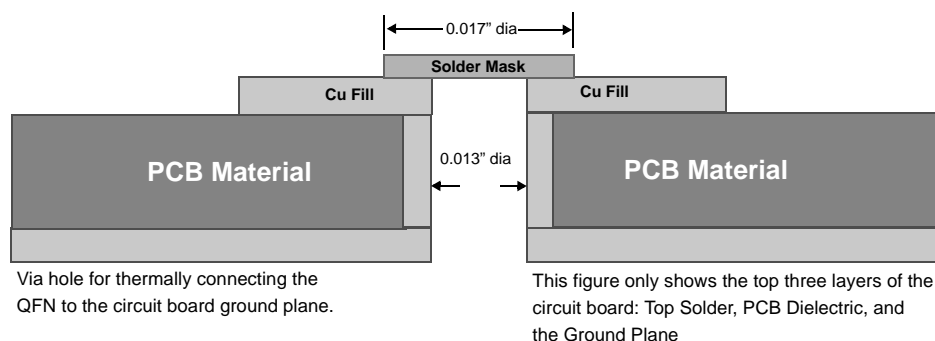 0.017” dia
Solder Mask
Cu Fill
Cu Fill
PCB Material
0.013” dia
PCB Material
Via hole for thermally connecting the
QFN to the circuit board ground plane.
This figure only shows the top three layers of the
circuit board: Top Solder, PCB Dielectric, and
the Ground Plane